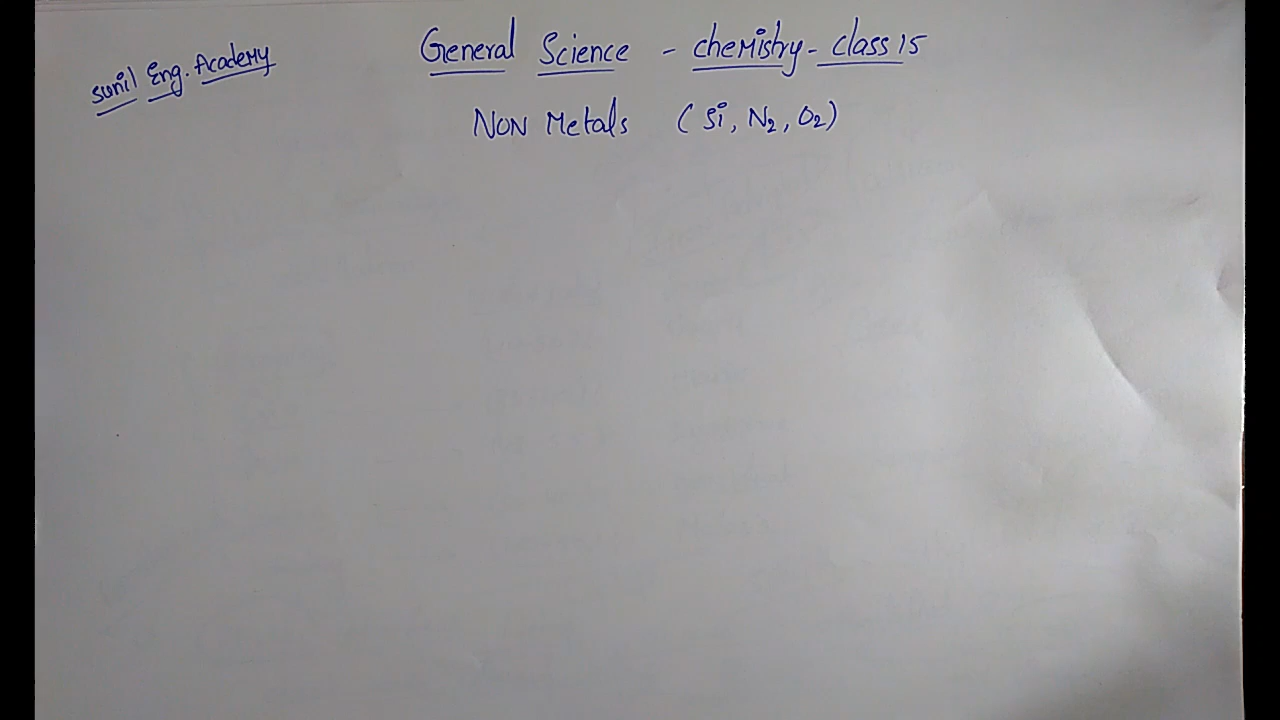 Sunil Eng. Academy
General Science - chemistry - class 15
Non Metals (Si, N₂, O₂)